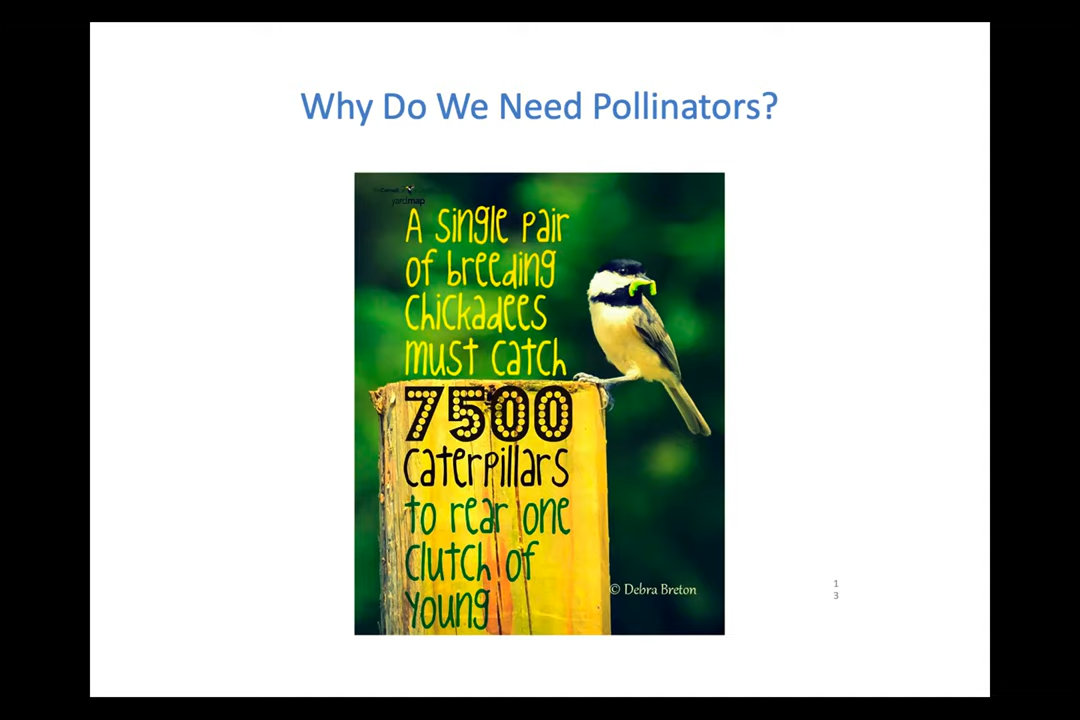 Why Do We Need Pollinators?
yardmap
A single pair
of breeding
chickadees
must catch
7500
caterpillars
to rear one
clutch of
young
© Debra Breton
1
3